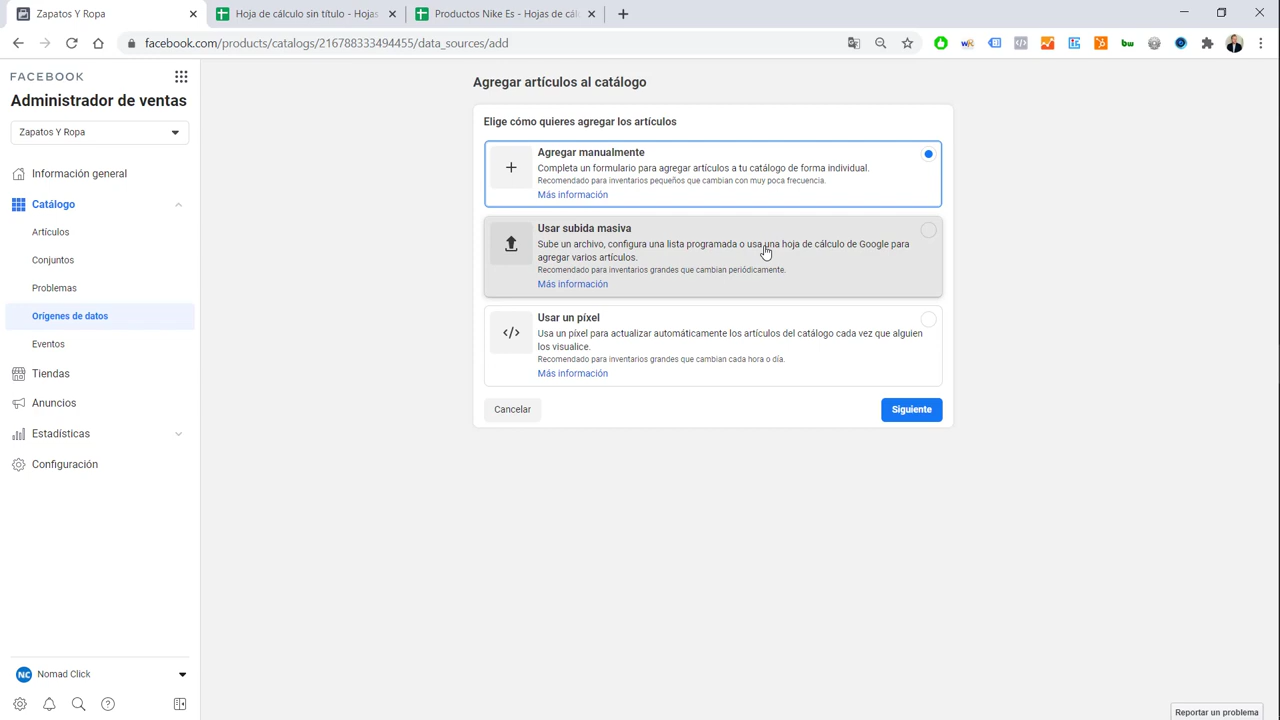 Zapatos Y Ropa
Hoja de cálculo sin título - Hojas
Productos Nike Es - Hojas de cál
facebook.com/products/catalogs/216788333494455/data_sources/add
FACEBOOK
Administrador de ventas
Zapatos Y Ropa
Información general
Catálogo
Artículos
Conjuntos
Problemas
Orígenes de datos
Eventos
Tiendas
Anuncios
Estadísticas
Configuración
NC Nomad Click
Agregar artículos al catálogo
Elige cómo quieres agregar los artículos
Agregar manualmente
Completa un formulario para agregar artículos a tu catálogo de forma individual.
Recomendado para inventarios pequeños que cambian con muy poca frecuencia.
Más información
Usar subida masiva
Sube un archivo, configura una lista programada o usa una hoja de cálculo de Google para
agregar varios artículos.
Recomendado para inventarios grandes que cambian periódicamente.
Más información
Usar un píxel
Usa un píxel para actualizar automáticamente los artículos del catálogo cada vez que alguien
los visualice.
Recomendado para inventarios grandes que cambian cada hora o día.
Más información
Cancelar
Siguiente
Reportar un problema